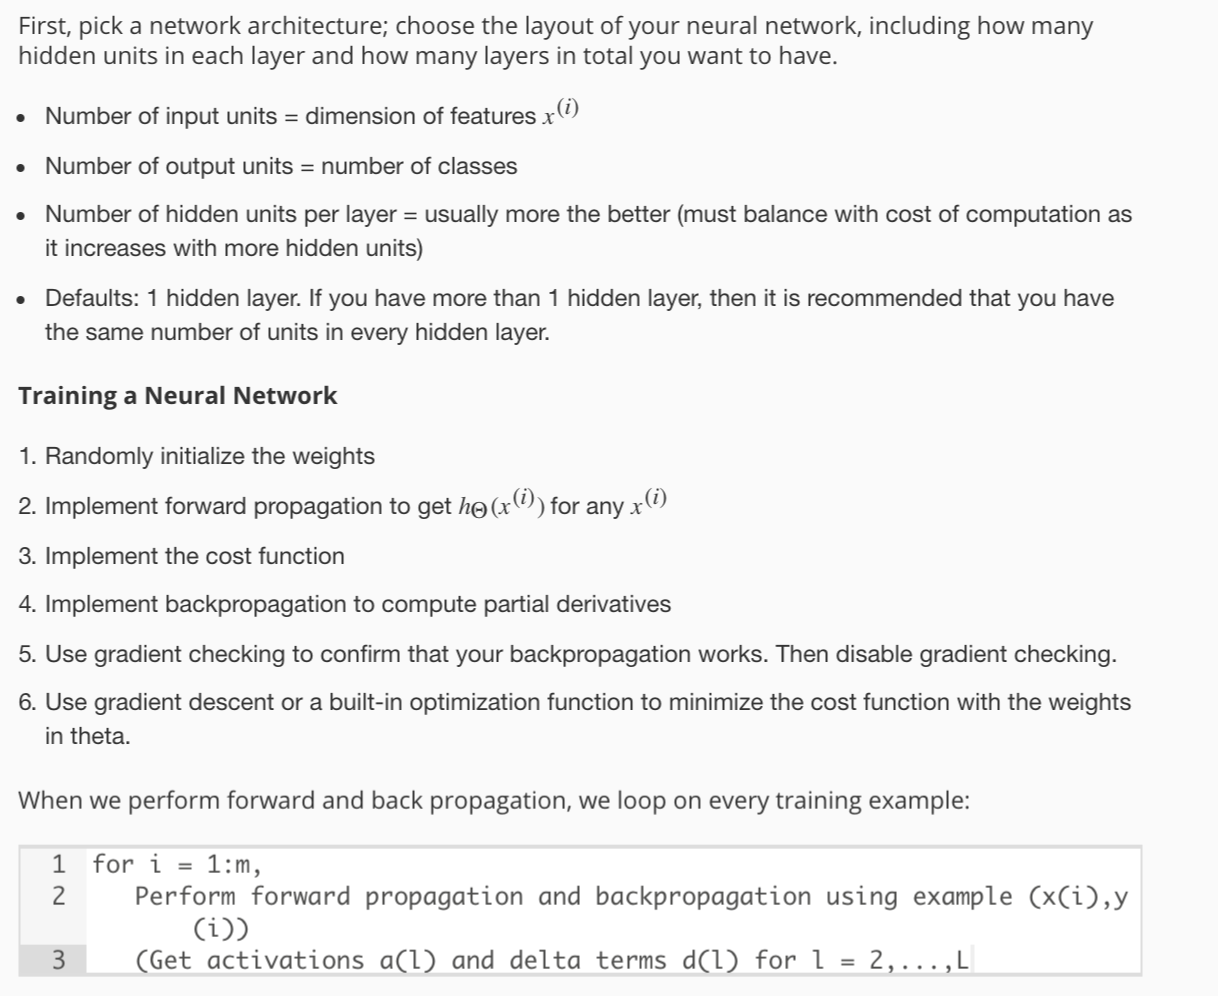 First, pick a network architecture; choose the layout of your neural network, including how many
hidden units in each layer and how many layers in total you want to have.
• Number of input units = dimension of features x^(i)
• Number of output units = number of classes
• Number of hidden units per layer = usually more the better (must balance with cost of computation as
it increases with more hidden units)
• Defaults: 1 hidden layer. If you have more than 1 hidden layer, then it is recommended that you have
the same number of units in every hidden layer.
Training a Neural Network
1. Randomly initialize the weights
2. Implement forward propagation to get hΘ(x^(i)) for any x^(i)
3. Implement the cost function
4. Implement backpropagation to compute partial derivatives
5. Use gradient checking to confirm that your backpropagation works. Then disable gradient checking.
6. Use gradient descent or a built-in optimization function to minimize the cost function with the weights
in theta.
When we perform forward and back propagation, we loop on every training example:
1 for i = 1:m,
2 Perform forward propagation and backpropagation using example (x(i),y
(i))
3 (Get activations a(l) and delta terms d(l) for l = 2,...,L